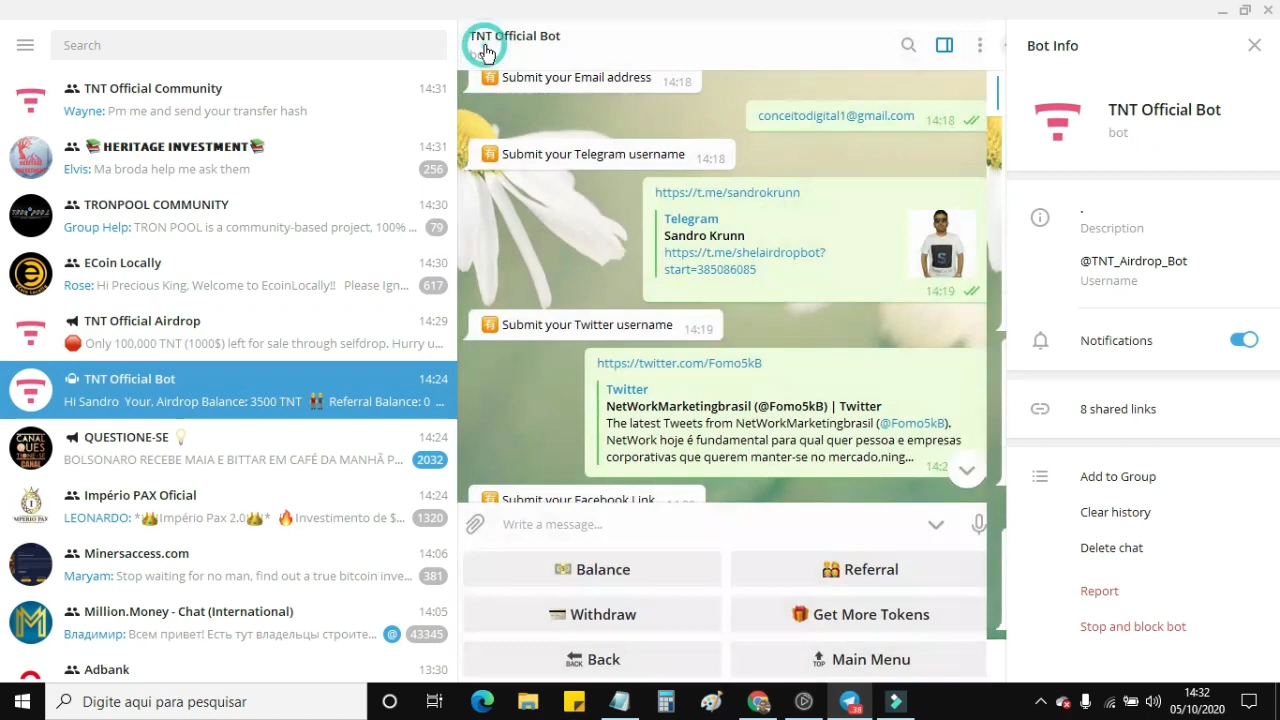 Search
TNT Official Community 14:31
Wayne: Pm me and send your transfer hash
HERITAGE INVESTMENT 14:31
Elvis: Ma broda help me ask them 256
TRONPOOL COMMUNITY 14:30
Group Help: TRON POOL is a community-based project, 100% ... 79
ECoin Locally 14:30
Rose: Hi Precious King, Welcome to EcoinLocally!! Please Ign... 617
TNT Official Airdrop 14:29
Only 100,000 TNT (1000$) left for sale through selfdrop. Hurry u...
TNT Official Bot 14:24
Hi Sandro Your, Airdrop Balance: 3500 TNT Referral Balance: 0 ...
QUESTIONE-SE 14:24
BOLSONARO RECEBE MAIA E BITTAR EM CAFÉ DA MANHÃ P... 2032
Império PAX Oficial 14:24
LEONARDO: *Império Pax 2.0* Investimento de $... 1320
Minersaccess.com 14:06
Maryam: Stop waiting for no man, find out a true bitcoin inve... 381
Million.Money - Chat (International) 14:05
Владимир: Всем привет! Есть тут владельцы строите... @ 43345
Adbank 13:30
TNT Official Bot
Submit your Email address 14:18
conceitodigital1@gmail.com 14:18
Submit your Telegram username 14:18
https://t.me/sandrokrunn
Telegram
Sandro Krunn
https://t.me/shelairdropbot?
start=385086085
14:19
Submit your Twitter username 14:19
https://twitter.com/Fomo5kB
Twitter
NetWorkMarketingbrasil (@Fomo5kB) | Twitter
The latest Tweets from NetWorkMarketingbrasil (@Fomo5kB).
NetWork hoje é fundamental para qual quer pessoa e empresas
corporativas que querem manter-se no mercado,ning...
Submit your Facebook Link
Write a message...
Balance
Referral
Withdraw
Get More Tokens
BACK Back
TOP Main Menu
Bot Info
TNT Official Bot
bot
.
Description
@TNT_Airdrop_Bot
Username
Notifications
8 shared links
Add to Group
Clear history
Delete chat
Report
Stop and block bot
Digite aqui para pesquisar
38
14:32
05/10/2020